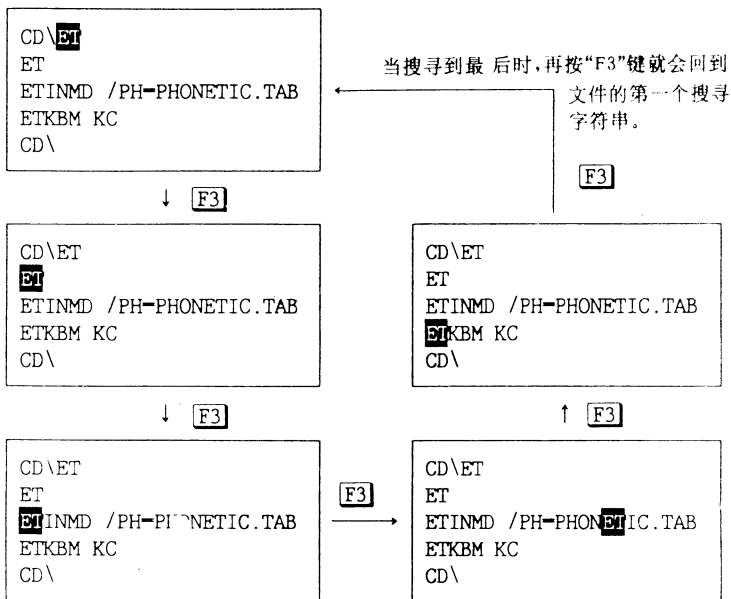 CD\ET
ET
ETINMD /PH-PHONETIC.TAB
ETKBM KC
CD\
当搜寻到最后时,再按“F3”键就会回到
文件的第一个搜寻
字符串。
F3
↓ F3
CD\ET
ET
ETINMD /PH-PHONETIC.TAB
ETKBM KC
CD\
CD\ET
ET
ETINMD /PH-PHONETIC.TAB
ETKBM KC
CD\
↓ F3
↑ F3
CD\ET
ET
ETINMD /PH-PH NETIC.TAB
ETKBM KC
CD\
F3
CD\ET
ET
ETINMD /PH-PHONETIC.TAB
ETKBM KC
CD\